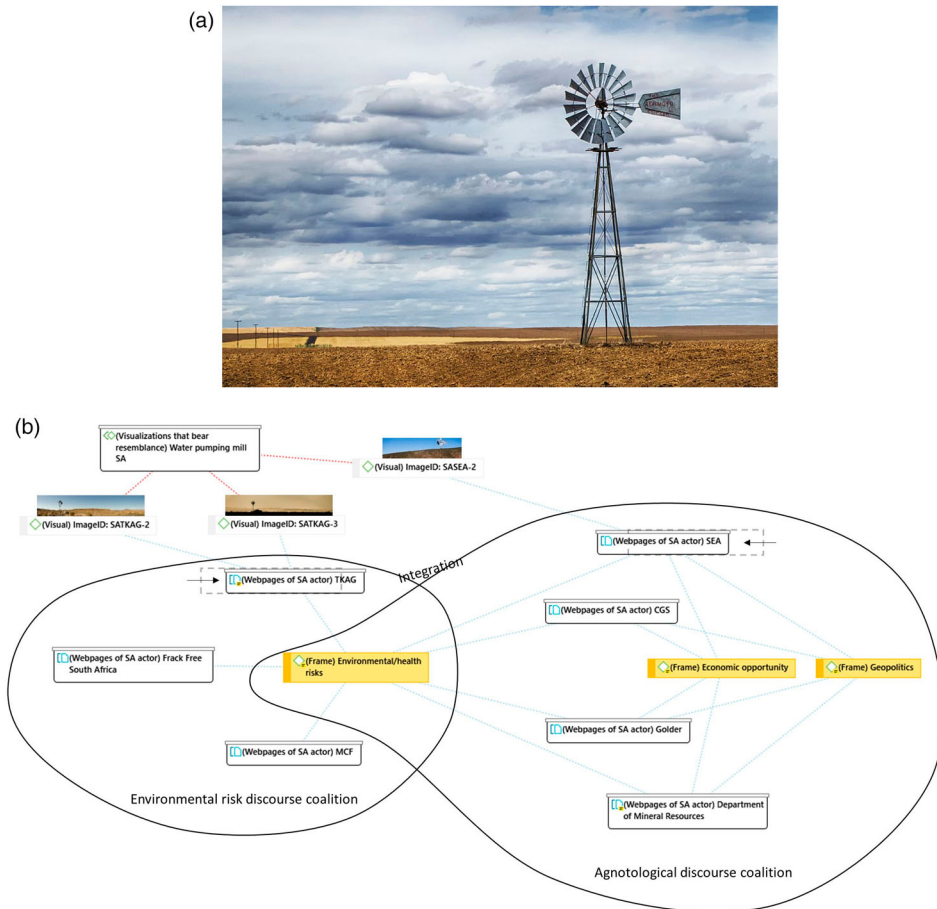 (a)
(b)
(Visualizations that bear
resemblance) Water pumping mill
SA
(Visual) ImageID: SASEA-2
(Visual) ImageID: SATKAG-2
(Visual) ImageID: SATKAG-3
(Webpages of SA actor) SEA
Integration
(Webpages of SA actor) TKAG
(Webpages of SA actor) CGS
(Webpages of SA actor) Frack Free
South Africa
(Frame) Environmental/health
risks
(Frame) Economic opportunity
(Frame) Geopolitics
(Webpages of SA actor) Golder
(Webpages of SA actor) MCF
Environmental risk discourse coalition
(Webpages of SA actor) Department
of Mineral Resources
Agnotological discourse coalition